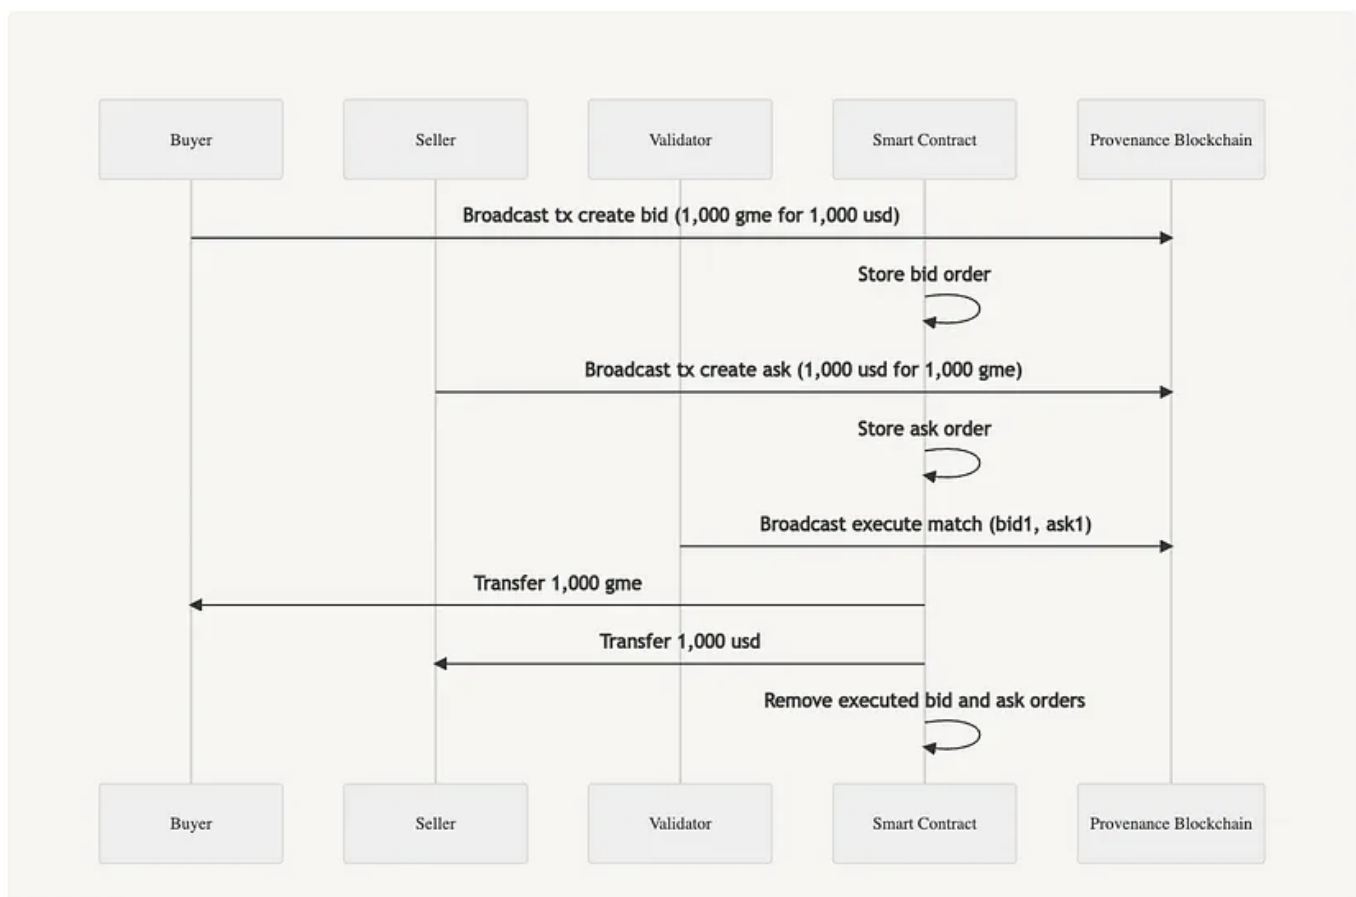 Buyer
Seller
Validator
Smart Contract
Provenance Blockchain
Broadcast tx create bid (1,000 gme for 1,000 usd)
Store bid order
Broadcast tx create ask (1,000 usd for 1,000 gme)
Store ask order
Broadcast execute match (bid1, ask1)
Transfer 1,000 gme
Transfer 1,000 usd
Remove executed bid and ask orders
Buyer
Seller
Validator
Smart Contract
Provenance Blockchain